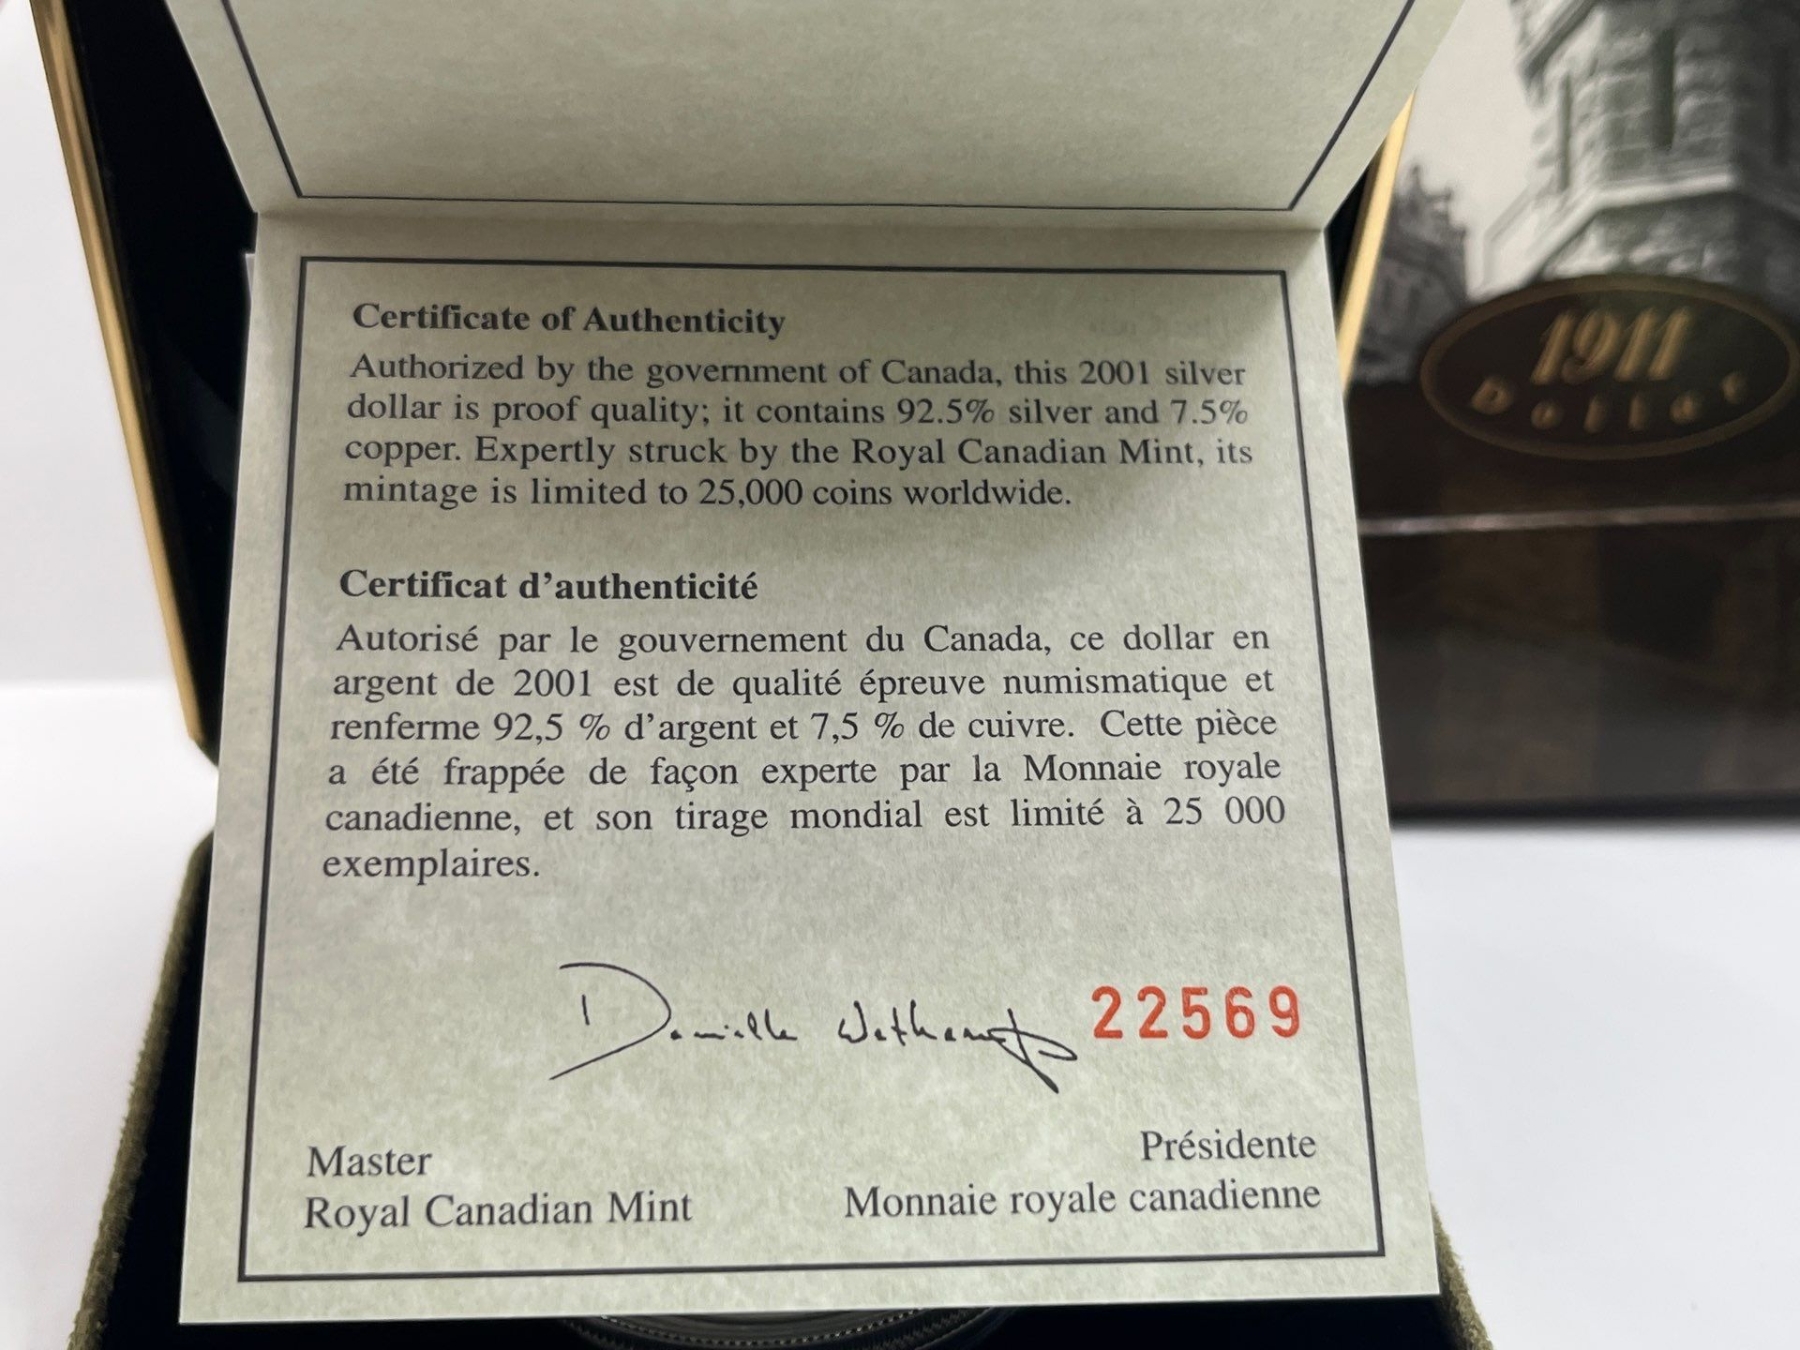 Certificate of Authenticity
Authorized by the government of Canada, this 2001 silver
dollar is proof quality; it contains 92.5% silver and 7.5%
copper. Expertly struck by the Royal Canadian Mint, its
mintage is limited to 25,000 coins worldwide.
Certificat d'authenticité
Autorisé par le gouvernement du Canada, ce dollar en
argent de 2001 est de qualité épreuve numismatique et
renferme 92,5 % d'argent et 7,5 % de cuivre. Cette pièce
a été frappée de façon experte par la Monnaie royale
canadienne, et son tirage mondial est limité à 25 000
exemplaires.
Danielle Wetherup 22569
Master
Royal Canadian Mint
Présidente
Monnaie royale canadienne
1911
Dollar